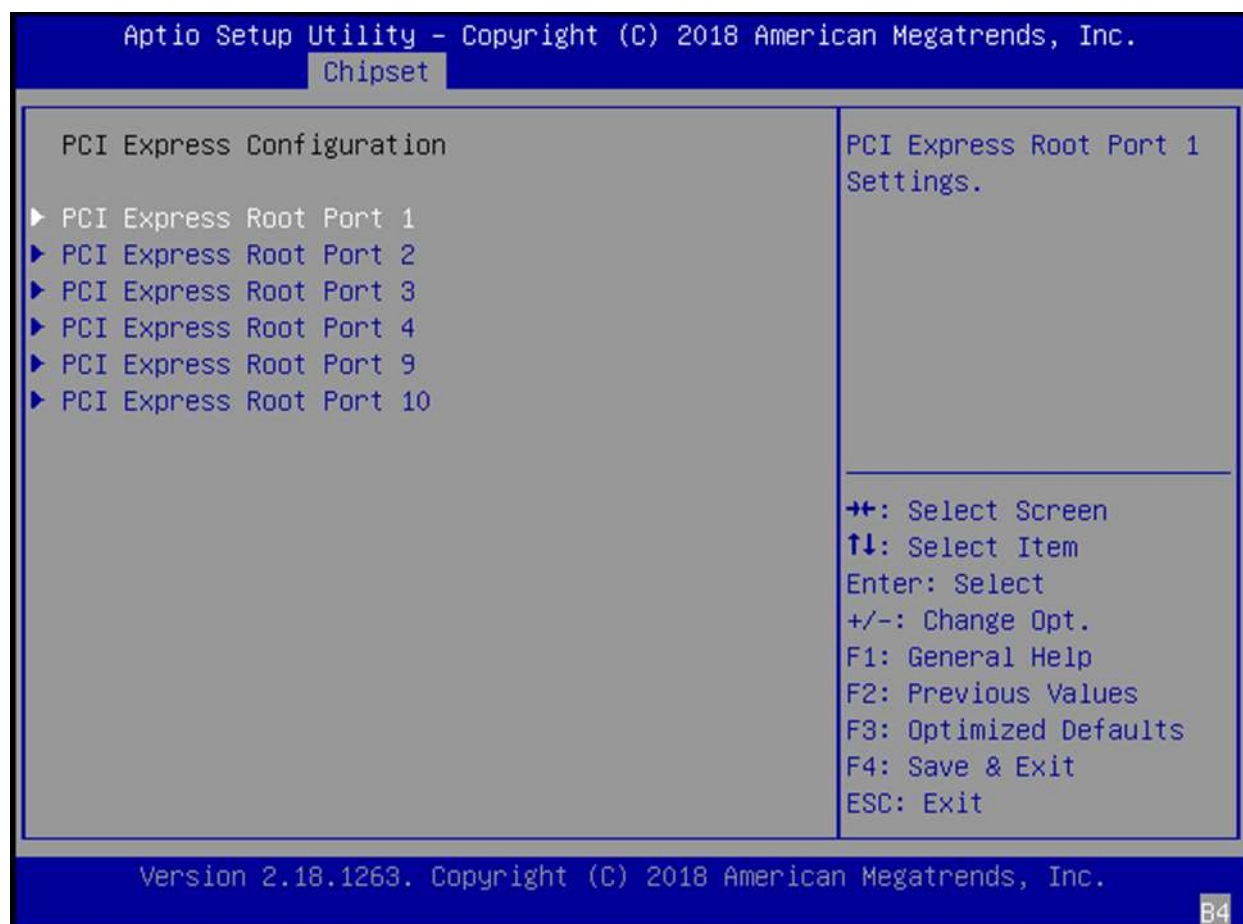 Aptio Setup Utility – Copyright (C) 2018 American Megatrends, Inc.
Chipset
PCI Express Configuration
▶ PCI Express Root Port 1
▶ PCI Express Root Port 2
▶ PCI Express Root Port 3
▶ PCI Express Root Port 4
▶ PCI Express Root Port 9
▶ PCI Express Root Port 10
PCI Express Root Port 1
Settings.
→←: Select Screen
↑↓: Select Item
Enter: Select
+/-: Change Opt.
F1: General Help
F2: Previous Values
F3: Optimized Defaults
F4: Save & Exit
ESC: Exit
Version 2.18.1263. Copyright (C) 2018 American Megatrends, Inc.
B4